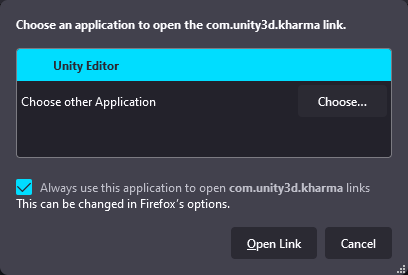 Choose an application to open the com.unity3d.kharma link.
Unity Editor
Choose other Application
Choose...
Always use this application to open com.unity3d.kharma links
This can be changed in Firefox's options.
Open Link
Cancel